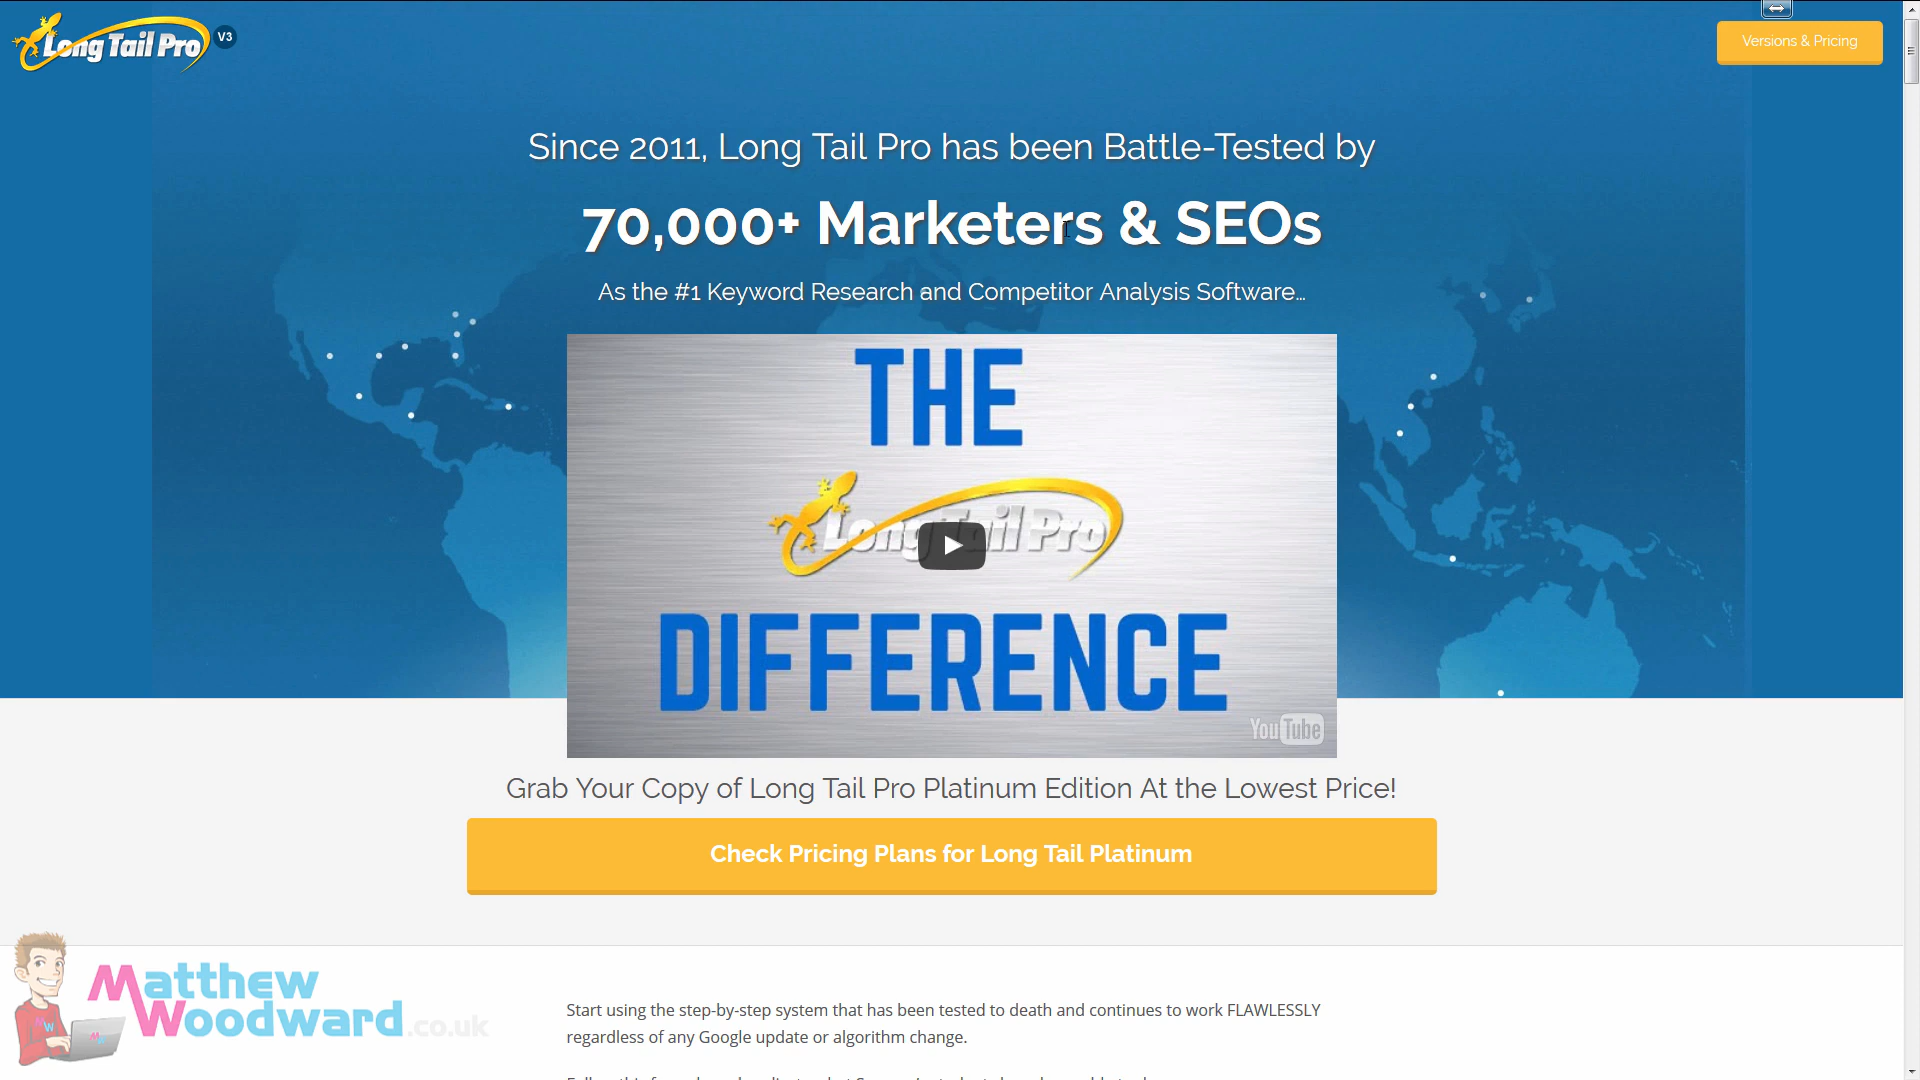 Long Tail Pro V3
Versions & Pricing
Since 2011, Long Tail Pro has been Battle-Tested by
70,000+ Marketers & SEOs
As the #1 Keyword Research and Competitor Analysis Software...
THE
Long Tail Pro
DIFFERENCE
YouTube
Grab Your Copy of Long Tail Pro Platinum Edition At the Lowest Price!
Check Pricing Plans for Long Tail Platinum
Matthew
Woodward.co.uk
MW
Start using the step-by-step system that has been tested to death and continues to work FLAWLESSLY
regardless of any Google update or algorithm change.